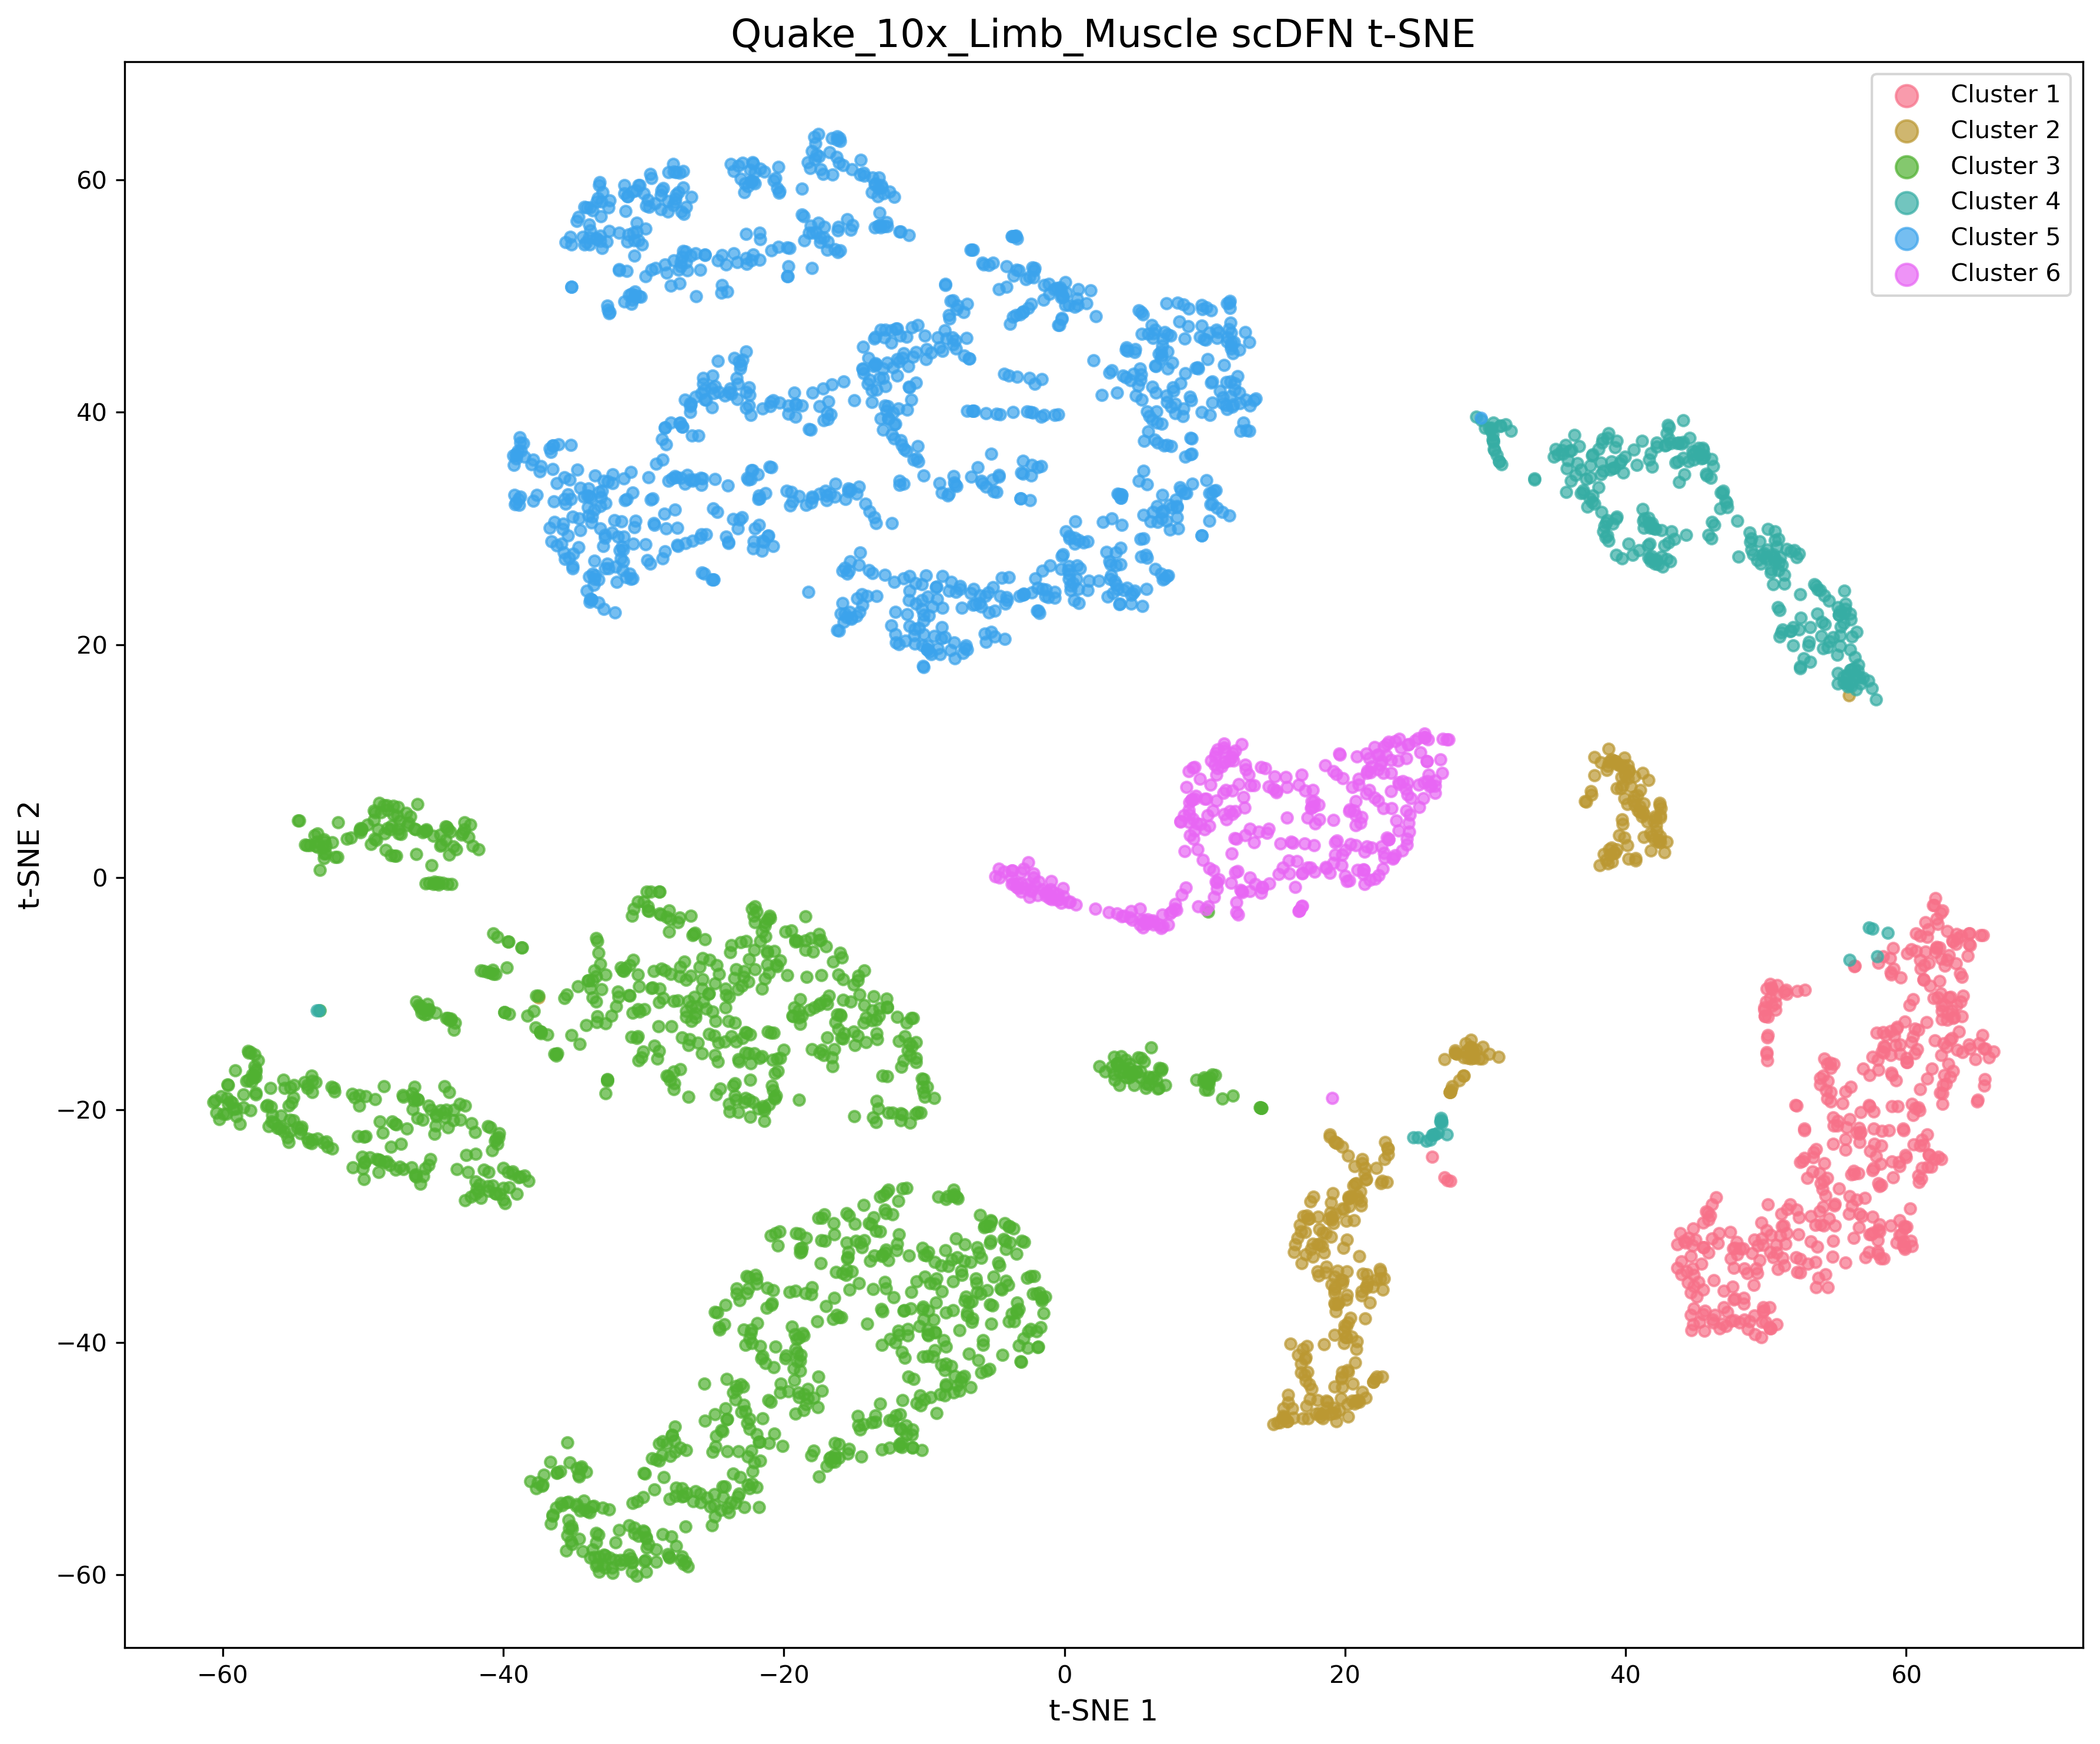 Quake_10x_Limb_Muscle scDFN t-SNE
Cluster 1
Cluster 2
Cluster 3
Cluster 4
Cluster 5
Cluster 6
60
40
20
0
−20
−40
−60
t-SNE 2
−60
−40
−20
0
20
40
60
t-SNE 1